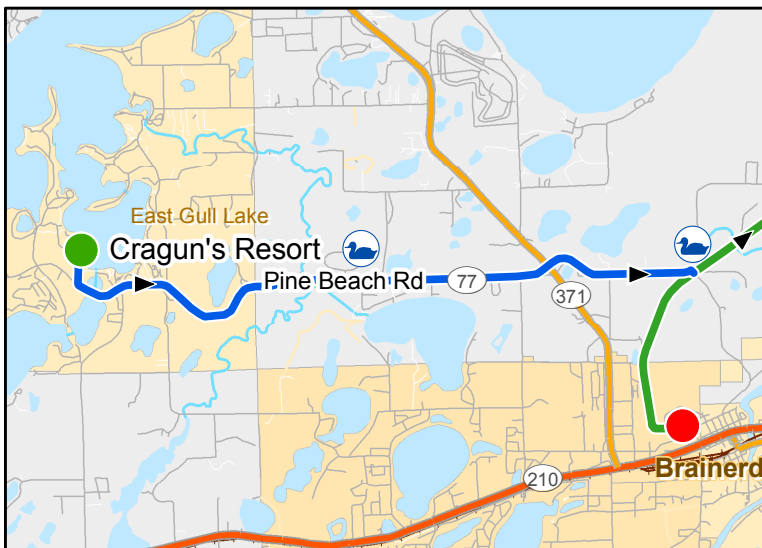 East Gull Lake
Cragun's Resort
Pine Beach Rd
77
371
210
Brainerd